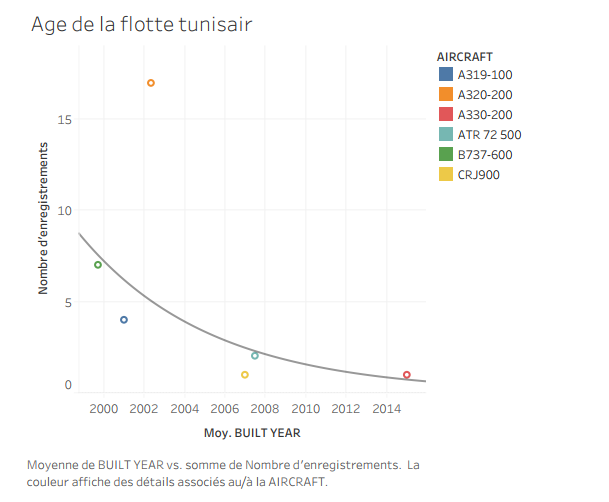 Age de la flotte tunisair
AIRCRAFT
A319-100
A320-200
A330-200
ATR 72 500
B737-600
CRJ900
Nombre d'enregistrements
15
10
5
0
2000 2002 2004 2006 2008 2010 2012 2014
Moy. BUILT YEAR
Moyenne de BUILT YEAR vs. somme de Nombre d'enregistrements. La
couleur affiche des détails associés au/à la AIRCRAFT.